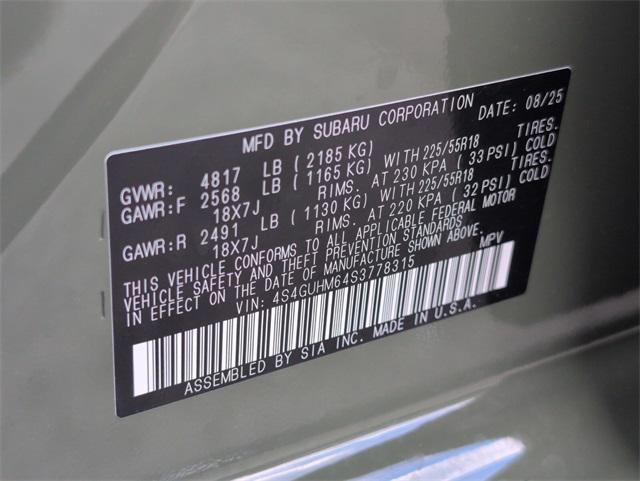 MFD BY SUBARU CORPORATION DATE: 08/25
GVWR: 4817 LB (2185 KG)
GAWR:F 2568 LB (1165 KG) WITH 225/55R18 TIRES.
18X7J RIMS. AT 230 KPA (33 PSI) COLD
GAWR:R 2491 LB (1130 KG) WITH 225/55R18 TIRES.
18X7J RIMS. AT 220 KPA (32 PSI) COLD
THIS VEHICLE CONFORMS TO ALL APPLICABLE FEDERAL MOTOR
VEHICLE SAFETY AND THEFT PREVENTION STANDARDS
IN EFFECT ON THE DATE OF MANUFACTURE SHOWN ABOVE.
VIN: 4S4GUHM64S3778315 MPV
ASSEMBLED BY SIA INC. MADE IN U.S.A.